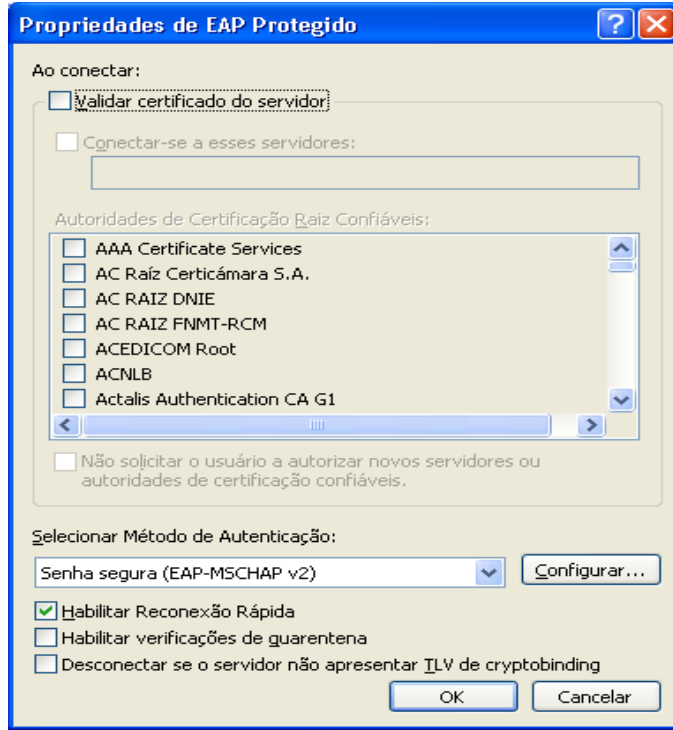 Propriedades de EAP Protegido
Ao conectar:
Validar certificado do servidor
Conectar-se a esses servidores:
Autoridades de Certificação Raiz Confiáveis:
AAA Certificate Services
AC Raíz Certicámara S.A.
AC RAIZ DNIE
AC RAIZ FNMT-RCM
ACEDICOM Root
ACNLB
Actalis Authentication CA G1
Não solicitar o usuário a autorizar novos servidores ou
autoridades de certificação confiáveis.
Selecionar Método de Autenticação:
Senha segura (EAP-MSCHAP v2)
Configurar...
Habilitar Reconexão Rápida
Habilitar verificações de quarentena
Desconectar se o servidor não apresentar TLV de cryptobinding
OK
Cancelar